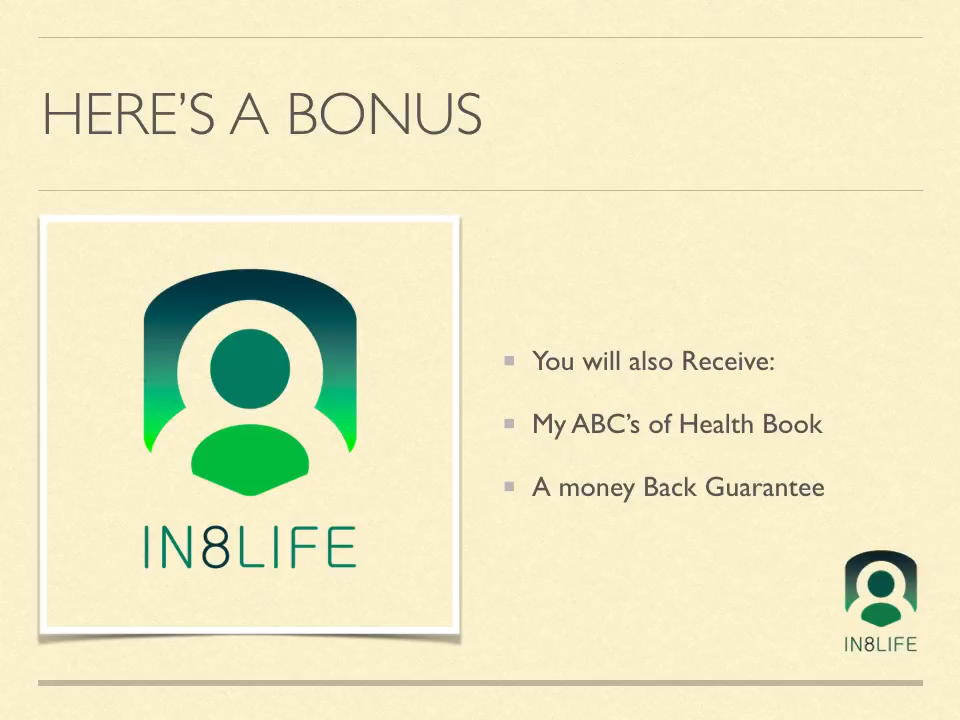 HERE’S A BONUS
You will also Receive:
My ABC’s of Health Book
A money Back Guarantee
IN8LIFE
IN8LIFE